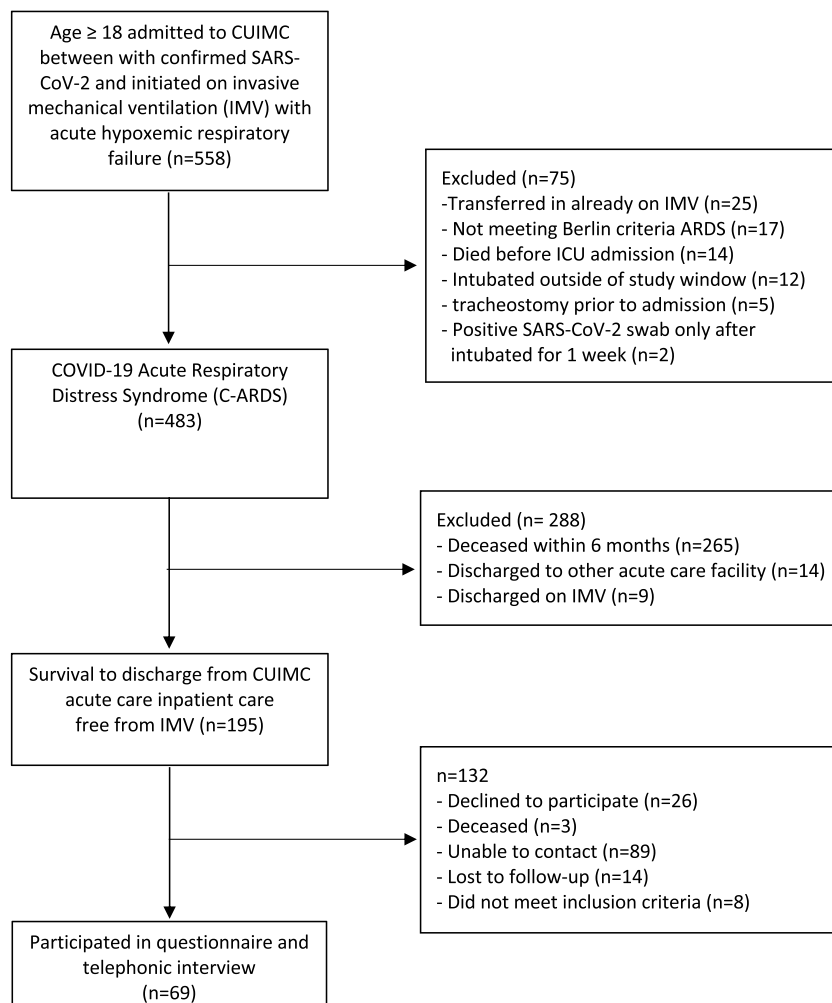 Age ≥ 18 admitted to CUIMC
between with confirmed SARS-
CoV-2 and initiated on invasive
mechanical ventilation (IMV) with
acute hypoxemic respiratory
failure (n=558)
Excluded (n=75)
-Transferred in already on IMV (n=25)
- Not meeting Berlin criteria ARDS (n=17)
- Died before ICU admission (n=14)
- Intubated outside of study window (n=12)
- tracheostomy prior to admission (n=5)
- Positive SARS-CoV-2 swab only after
intubated for 1 week (n=2)
COVID-19 Acute Respiratory
Distress Syndrome (C-ARDS)
(n=483)
Excluded (n= 288)
- Deceased within 6 months (n=265)
- Discharged to other acute care facility (n=14)
- Discharged on IMV (n=9)
Survival to discharge from CUIMC
acute care inpatient care
free from IMV (n=195)
n=132
- Declined to participate (n=26)
- Deceased (n=3)
- Unable to contact (n=89)
- Lost to follow-up (n=14)
- Did not meet inclusion criteria (n=8)
Participated in questionnaire and
telephonic interview
(n=69)